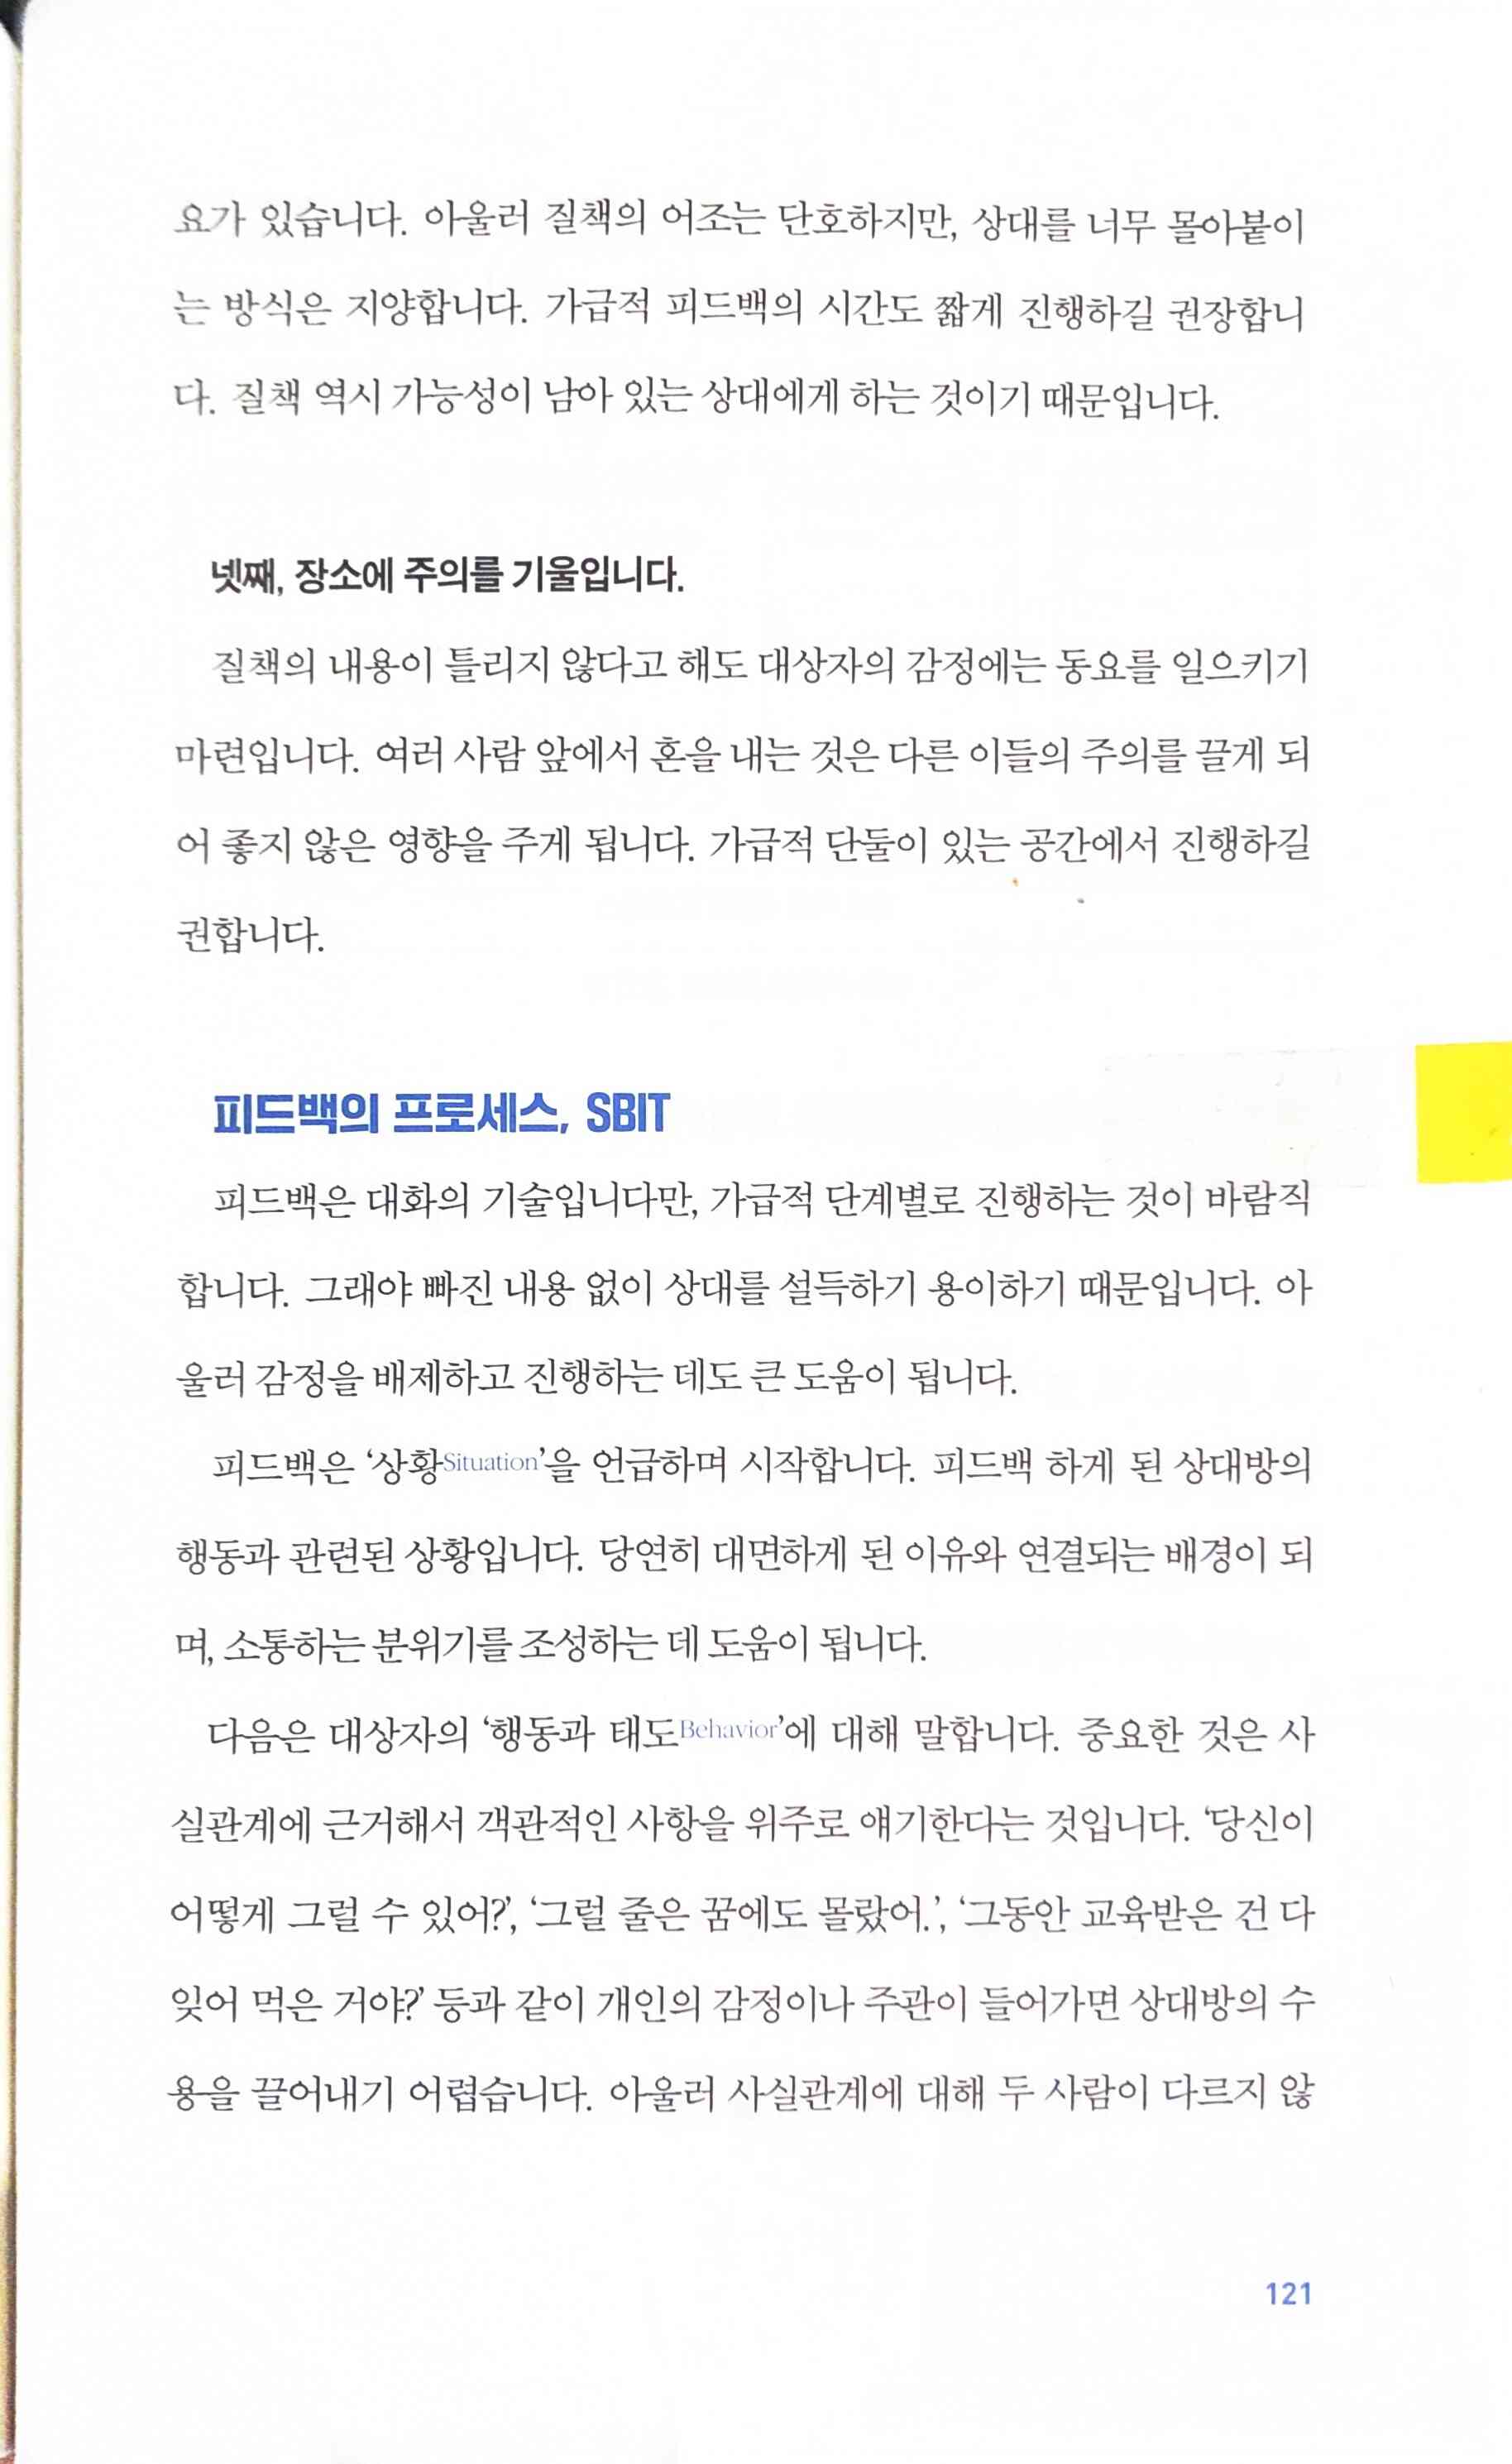 요가 있습니다. 아울러 질책의 어조는 단호하지만, 상대를 너무 몰아붙이
는 방식은 지양합니다. 가급적 피드백의 시간도 짧게 진행하길 권장합니
다. 질책 역시 가능성이 남아 있는 상대에게 하는 것이기 때문입니다.
넷째, 장소에 주의를 기울입니다.
질책의 내용이 틀리지 않다고 해도 대상자의 감정에는 동요를 일으키기
마련입니다. 여러 사람 앞에서 혼을 내는 것은 다른 이들의 주의를 끌게 되
어 좋지 않은 영향을 주게 됩니다. 가급적 단둘이 있는 공간에서 진행하길
권합니다.
피드백의 프로세스, SBIT
피드백은 대화의 기술입니다만, 가급적 단계별로 진행하는 것이 바람직
합니다. 그래야 빠진 내용 없이 상대를 설득하기 용이하기 때문입니다. 아
울러 감정을 배제하고 진행하는 데도 큰 도움이 됩니다.
피드백은 ‘상황Situation’을 언급하며 시작합니다. 피드백 하게 된 상대방의
행동과 관련된 상황입니다. 당연히 대면하게 된 이유와 연결되는 배경이 되
며, 소통하는 분위기를 조성하는 데 도움이 됩니다.
다음은 대상자의 ‘행동과 태도Behavior’에 대해 말합니다. 중요한 것은 사
실관계에 근거해서 객관적인 사항을 위주로 얘기한다는 것입니다. ‘당신이
어떻게 그럴 수 있어?’, ‘그럴 줄은 꿈에도 몰랐어.’, ‘그동안 교육받은 건 다
잊어 먹은 거야?’ 등과 같이 개인의 감정이나 주관이 들어가면 상대방의 수
용을 끌어내기 어렵습니다. 아울러 사실관계에 대해 두 사람이 다르지 않
121